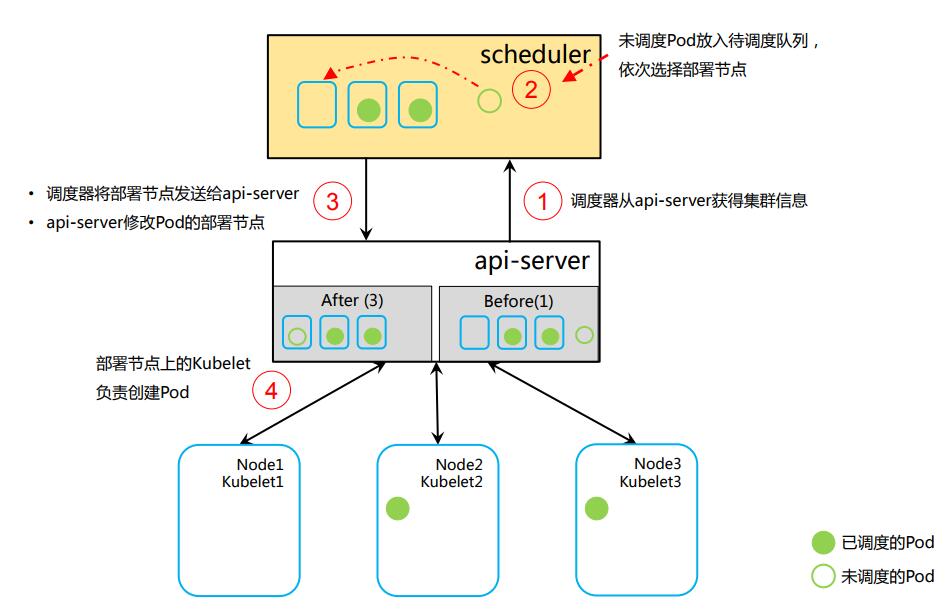 scheduler
未调度Pod放入待调度队列，
依次选择部署节点
2
• 调度器将部署节点发送给api-server
• api-server修改Pod的部署节点
3
1
调度器从api-server获得集群信息
api-server
After (3)
Before(1)
部署节点上的Kubelet
负责创建Pod
4
Node1
Kubelet1
Node2
Kubelet2
Node3
Kubelet3
已调度的Pod
未调度的Pod